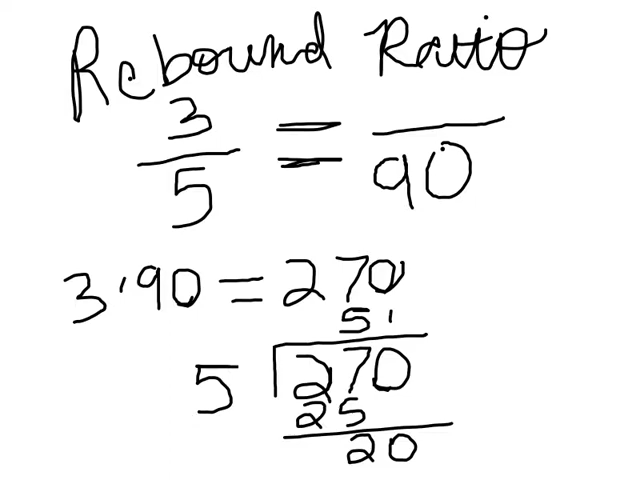 Rebound Ratio
3/5 = /90
3·90 = 270
51
5 270
25
20